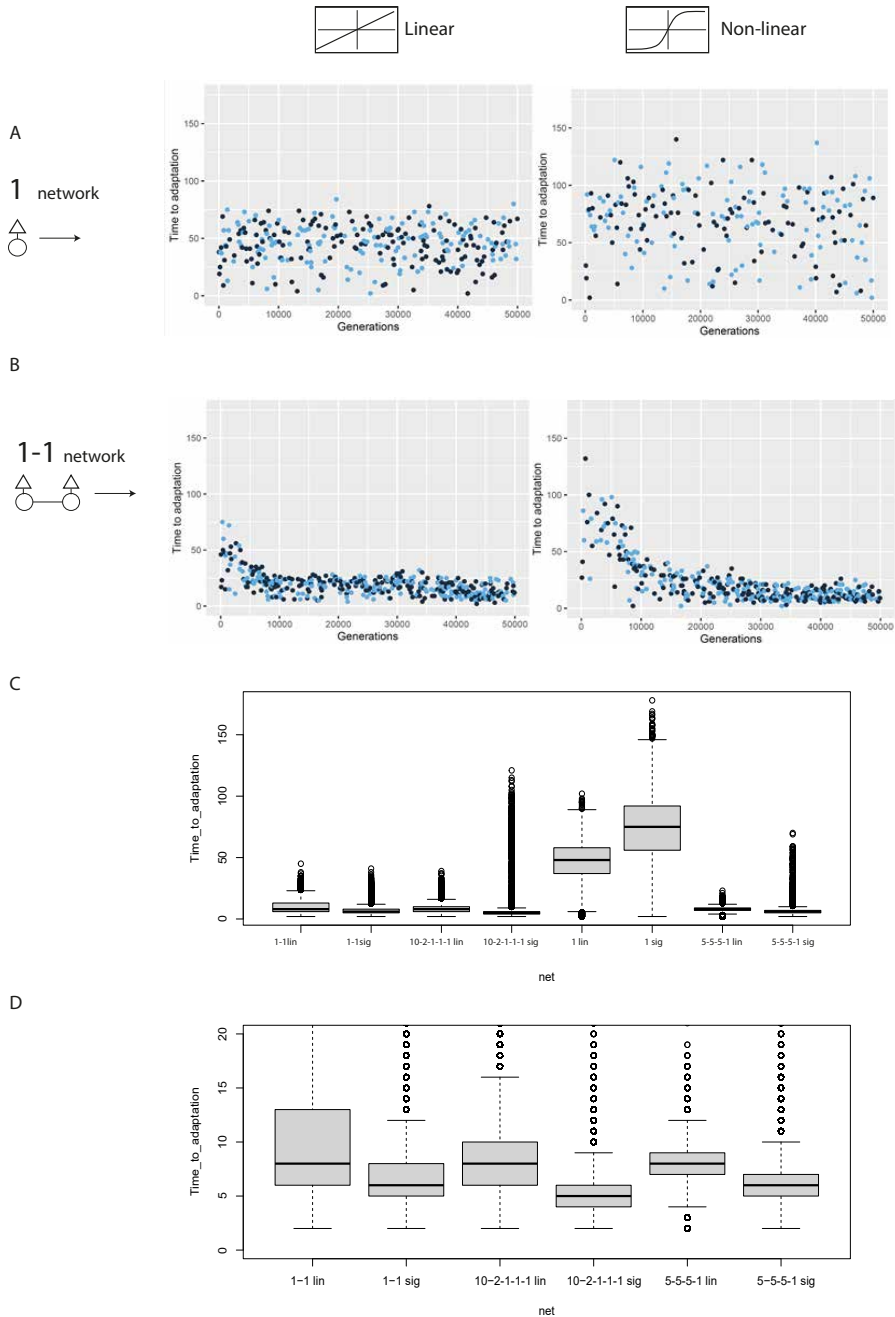 Linear
Non-linear
A
1 network
Time to adaptation
150
100
50
0
0 10000 20000 30000 40000 50000
Generations
Time to adaptation
150
100
50
0
0 10000 20000 30000 40000 50000
Generations
B
1-1 network
Time to adaptation
150
100
50
0
0 10000 20000 30000 40000 50000
Generations
Time to adaptation
150
100
50
0
0 10000 20000 30000 40000 50000
Generations
C
Time_to_adaptation
150
100
50
0
1-1lin 1-1sig 10-2-1-1-1 lin 10-2-1-1-1 sig 1 lin 1 sig 5-5-5-1 lin 5-5-5-1 sig
net
D
Time_to_adaptation
20
15
10
5
0
1−1 lin 1−1 sig 10−2-1-1-1 lin 10−2-1-1-1 sig 5-5-5-1 lin 5−5-5-1 sig
net